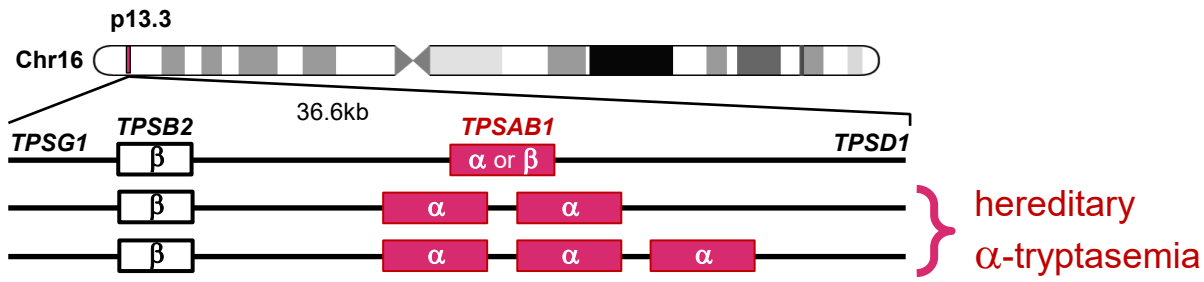 p13.3
Chr16
36.6kb
TPSG1 TPSB2 TPSAB1 TPSD1
β α or β
β α α
β α α α
hereditary
α-tryptasemia